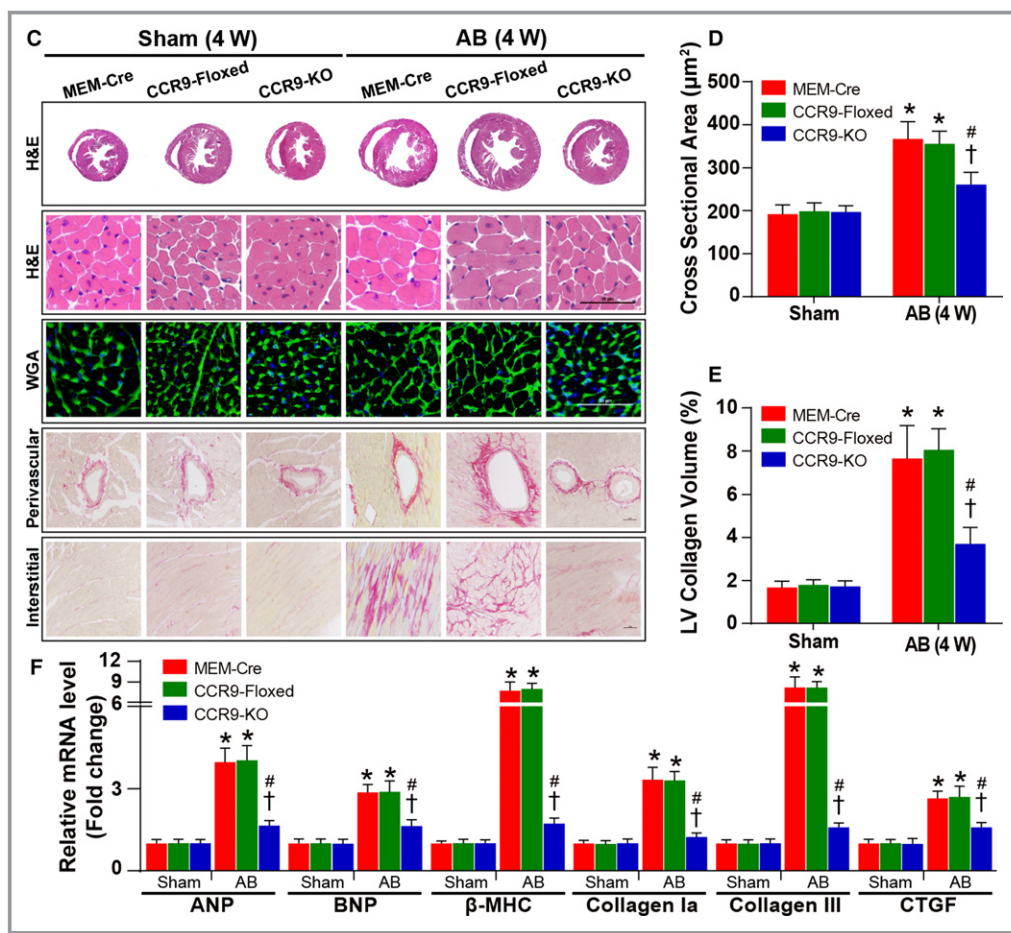 C
Sham (4 W)
AB (4 W)
MEM-Cre
CCR9-Floxed
CCR9-KO
MEM-Cre
CCR9-Floxed
CCR9-KO
H&E
H&E
WGA
Perivascular
Interstitial
D
Cross Sectional Area (µm²)
500
400
300
200
100
0
MEM-Cre
CCR9-Floxed
CCR9-KO
* * # †
Sham
AB (4 W)
E
LV Collagen Volume (%)
10
8
6
4
2
0
MEM-Cre
CCR9-Floxed
CCR9-KO
* * # †
Sham
AB (4 W)
F
Relative mRNA level
(Fold change)
12
9
6
3
0
MEM-Cre
CCR9-Floxed
CCR9-KO
* * # †
* * # †
* * # †
* * # †
* * # †
* * # †
Sham AB Sham AB Sham AB Sham AB Sham AB Sham AB
ANP BNP β-MHC Collagen Ia Collagen III CTGF